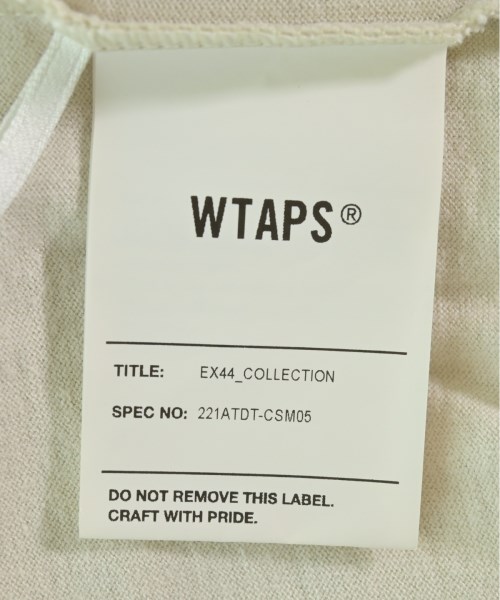 WTAPS®
TITLE: EX44_COLLECTION
SPEC NO: 221ATDT-CSM05
DO NOT REMOVE THIS LABEL.
CRAFT WITH PRIDE.